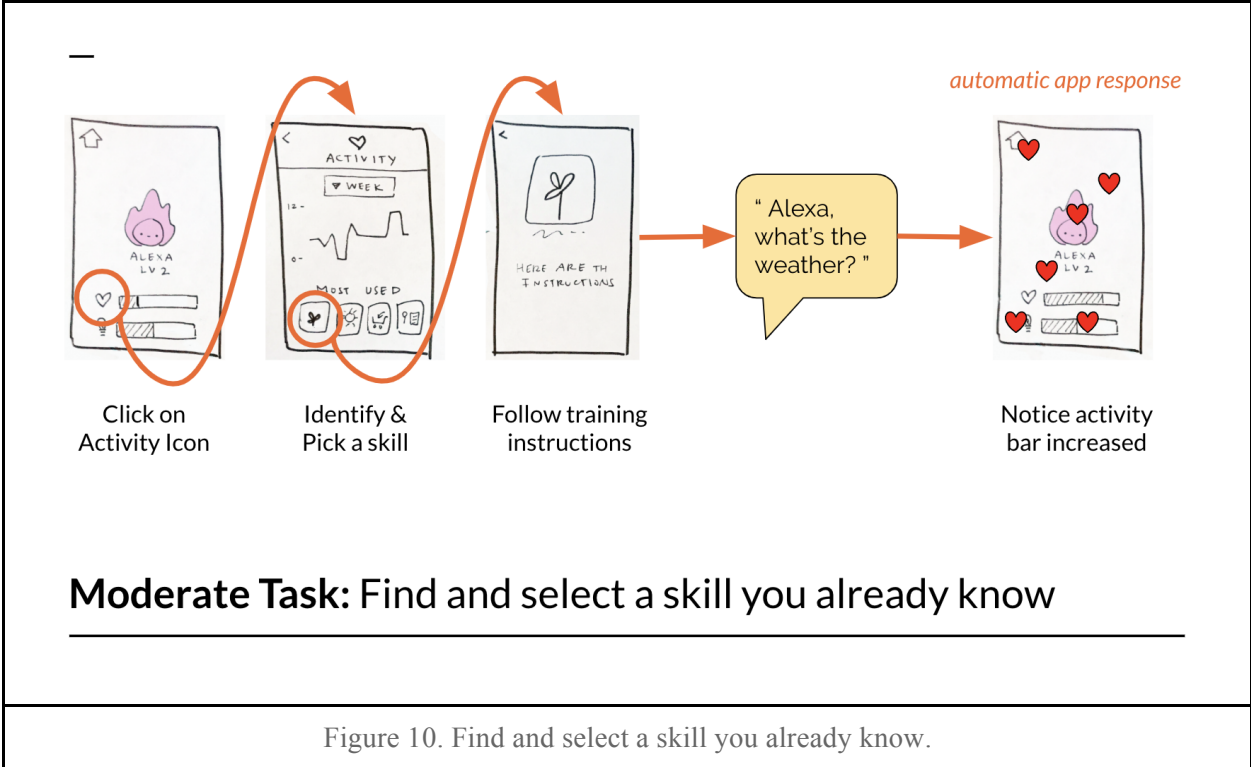 automatic app response
ALEXA
LV 2
<
ACTIVITY
▼ WEEK
12 -
0 -
MOST USED
<
HERE ARE TH
INSTRUCTIONS
“ Alexa,
what’s the
weather? ”
ALEXA
LV 2
Click on
Activity Icon
Identify &
Pick a skill
Follow training
instructions
Notice activity
bar increased
Moderate Task: Find and select a skill you already know
Figure 10. Find and select a skill you already know.